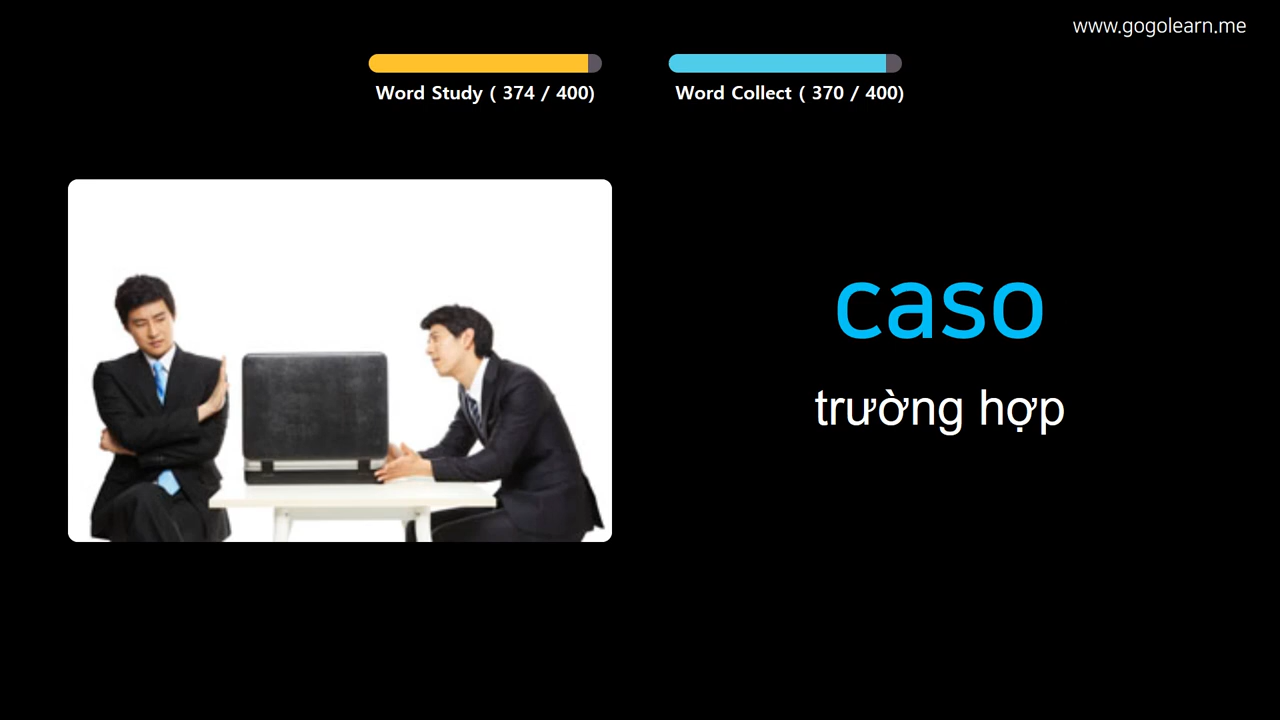 www.gogolearn.me
Word Study ( 374 / 400)
Word Collect ( 370 / 400)
caso
trường hợp